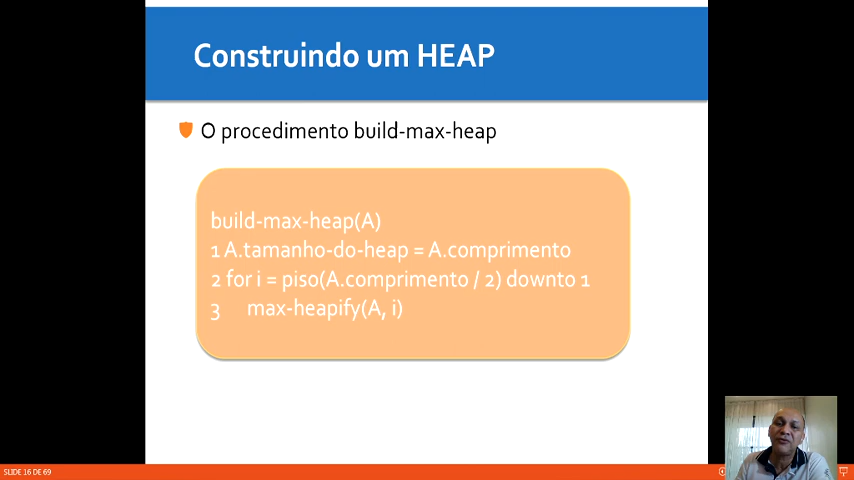 Construindo um HEAP
O procedimento build-max-heap
build-max-heap(A)
1 A.tamanho-do-heap = A.comprimento
2 for i = piso(A.comprimento / 2) downto 1
3 max-heapify(A, i)
SLIDE 16 DE 69